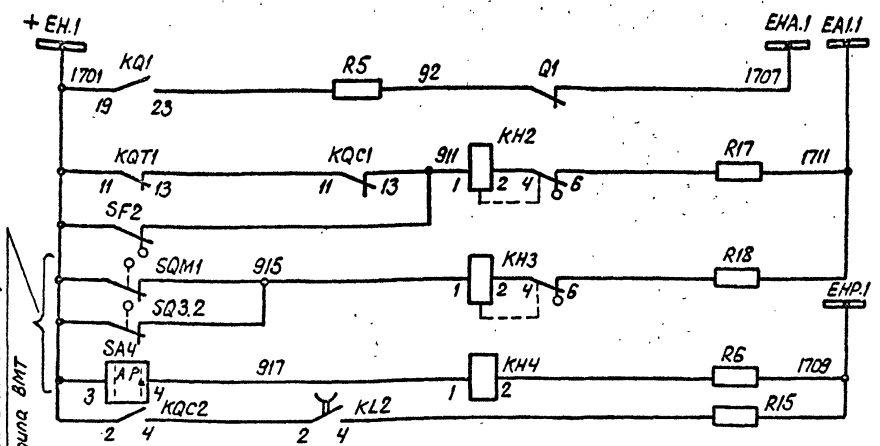 + EH.1 EHA.1 EA1.1
1701 KQ1 R5 92 Q1 1707
19 23
KQT1 KQC1 911 KH2 R17 1711
11 13 11 13 1 2 4 6
SF2
SQM1 915 KH3 R18
1 2 4 6
SQ3.2 EHP.1
SA4 917 KH4 R6 1709
AP
3 4 1 2
KQC2 KL2 R15
2 4 2 4
ВМТ